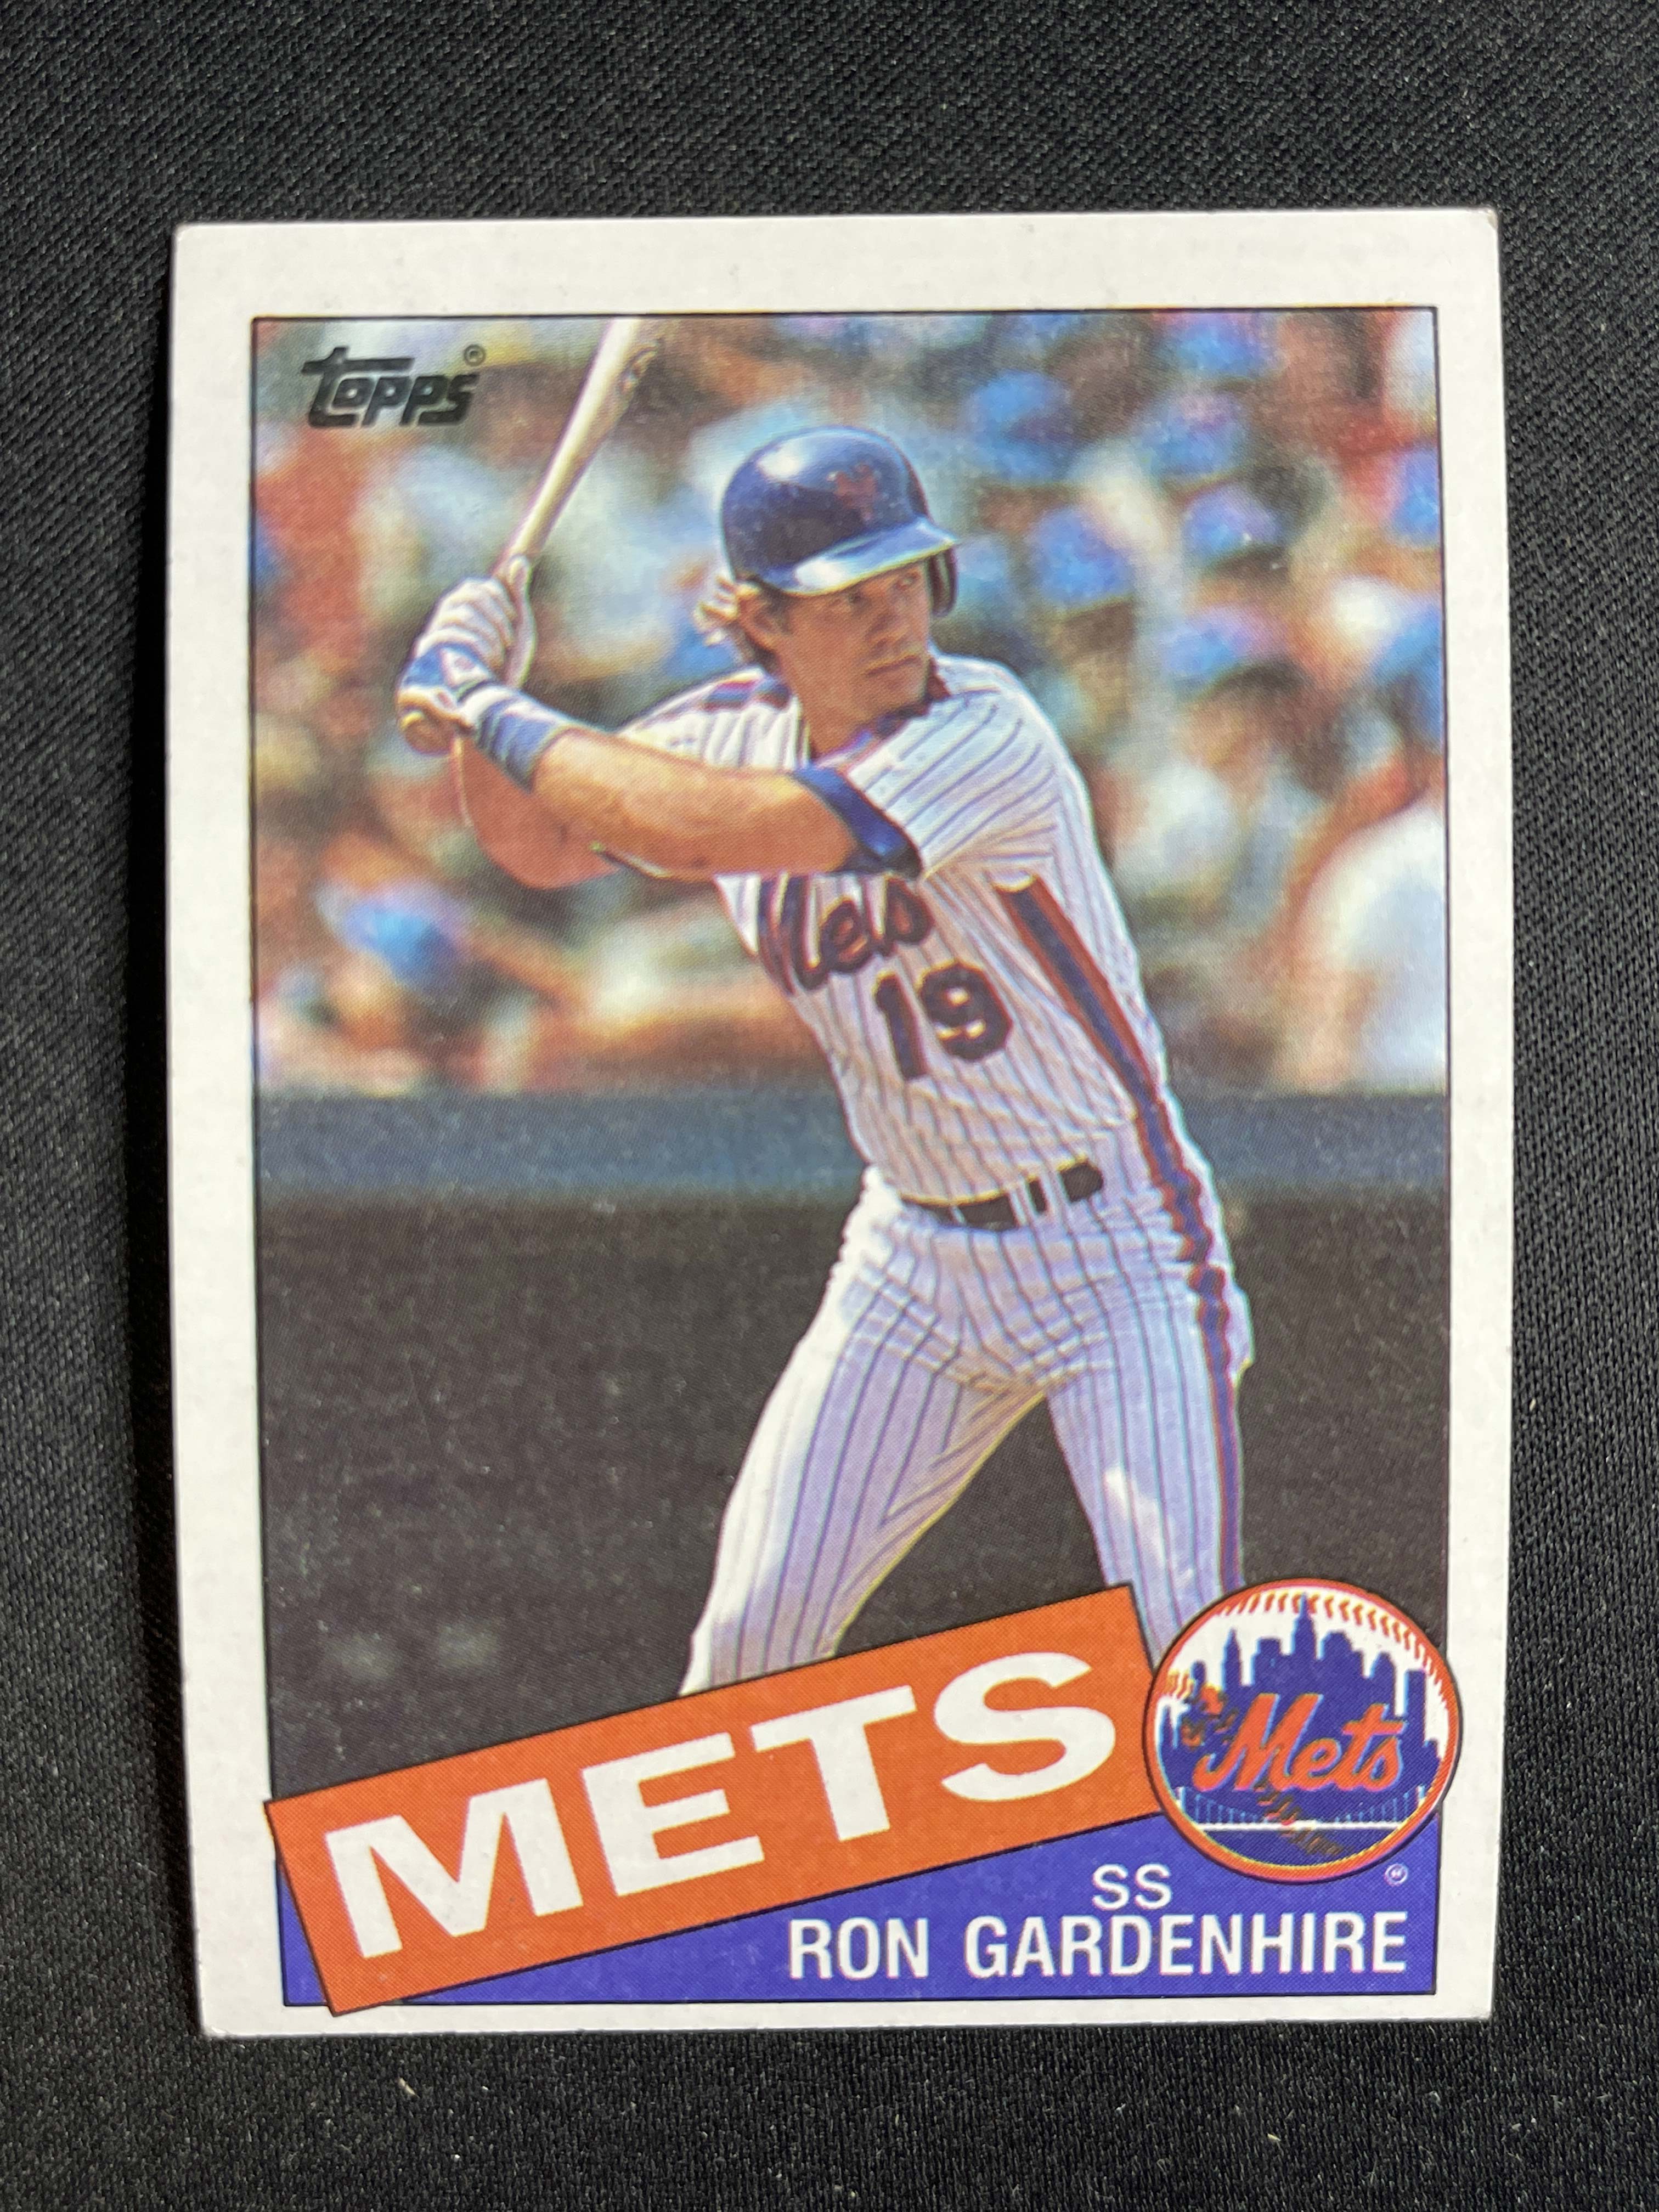 Topps®
Mets
19
METS
Mets
®
SS
RON GARDENHIRE